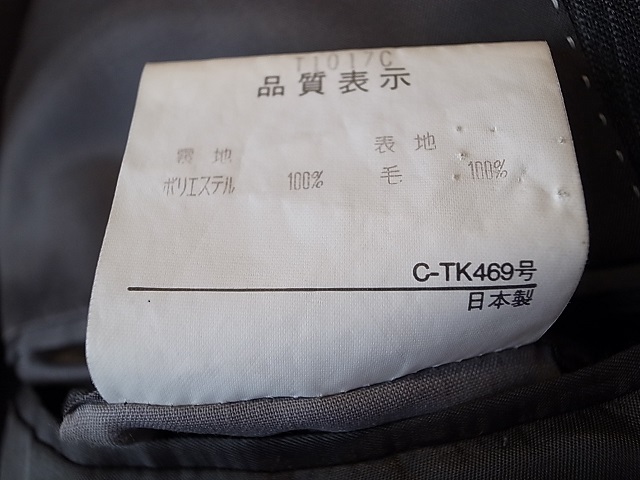 T1017C
品質表示
裏地 表地
ポリエステル 100% 毛 100%
C-TK469号
日本製